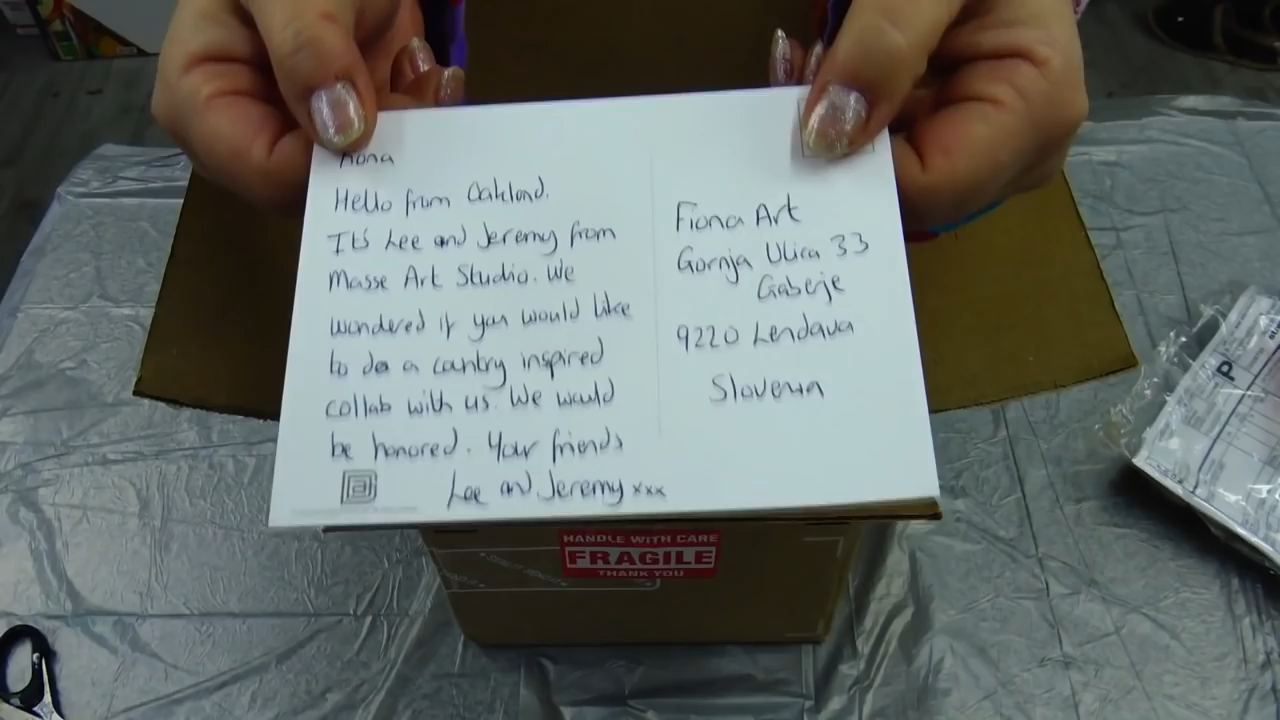 Fiona
Hello from Oakland.
It's Lee and Jeremy from
Masse Art Studio. We
wondered if you would like
to do a country inspired
collab with us. We would
be honored. Your friends
Lee and Jeremy xxx
Fiona Art
Gornja Ulica 33
Gaberje
9220 Lendava
Slovenia
HANDLE WITH CARE
FRAGILE
THANK YOU
P